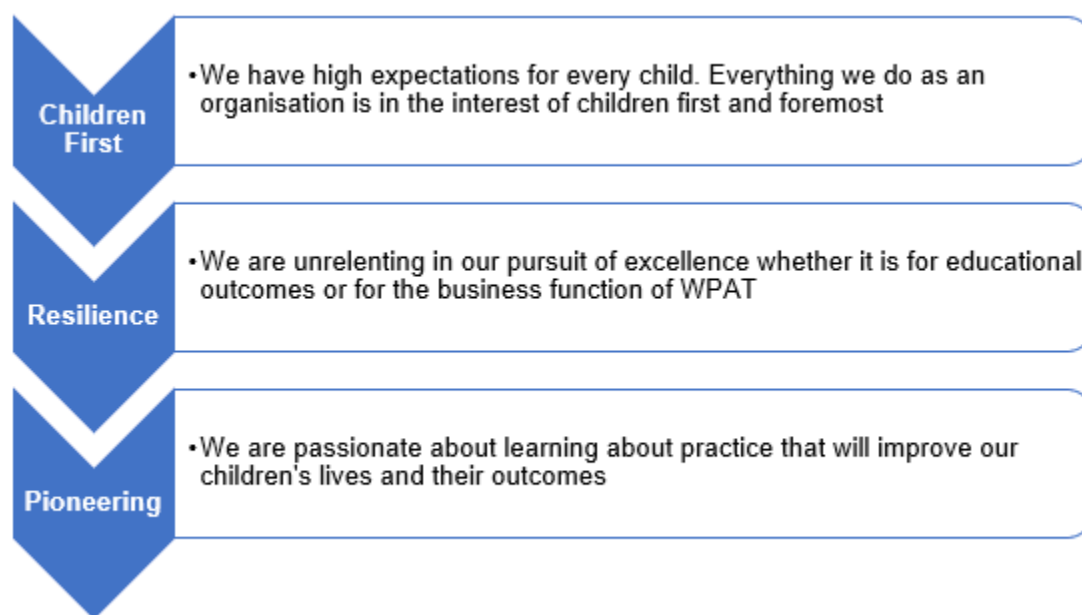 Children
First
•We have high expectations for every child. Everything we do as an
organisation is in the interest of children first and foremost
Resilience
•We are unrelenting in our pursuit of excellence whether it is for educational
outcomes or for the business function of WPAT
Pioneering
•We are passionate about learning about practice that will improve our
children's lives and their outcomes